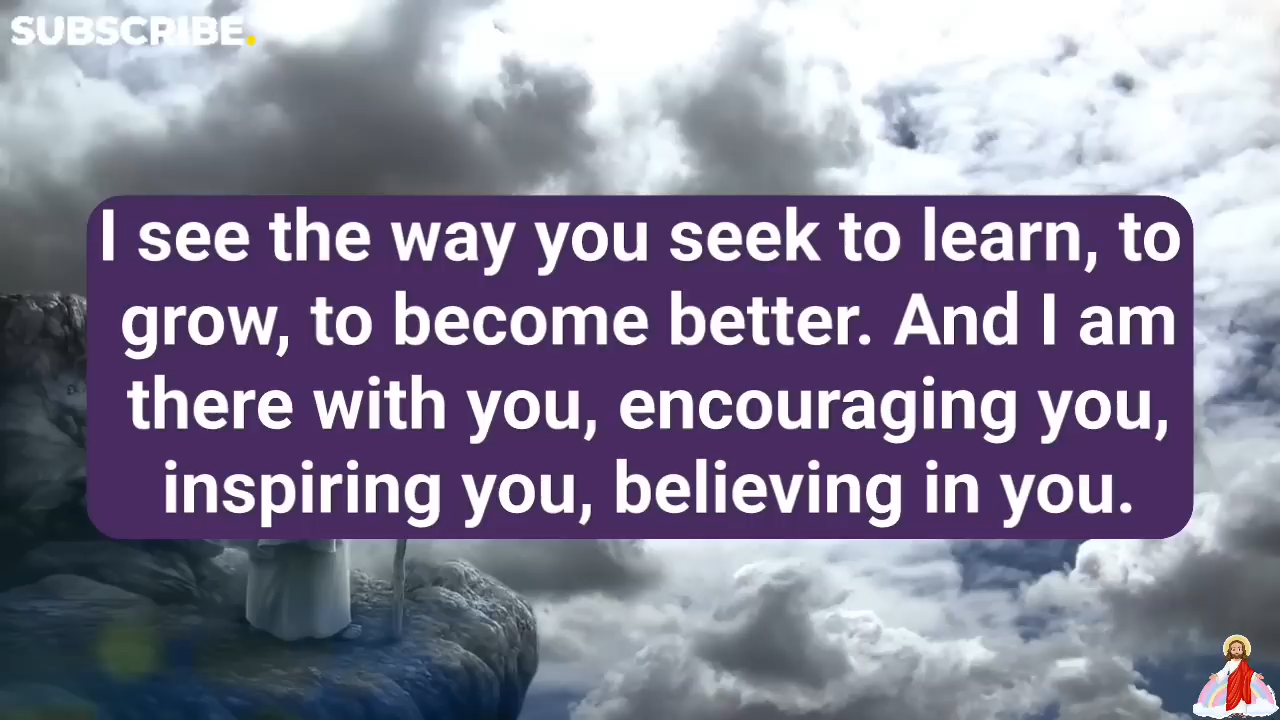 SUBSCRIBE.
I see the way you seek to learn, to
grow, to become better. And I am
there with you, encouraging you,
inspiring you, believing in you.